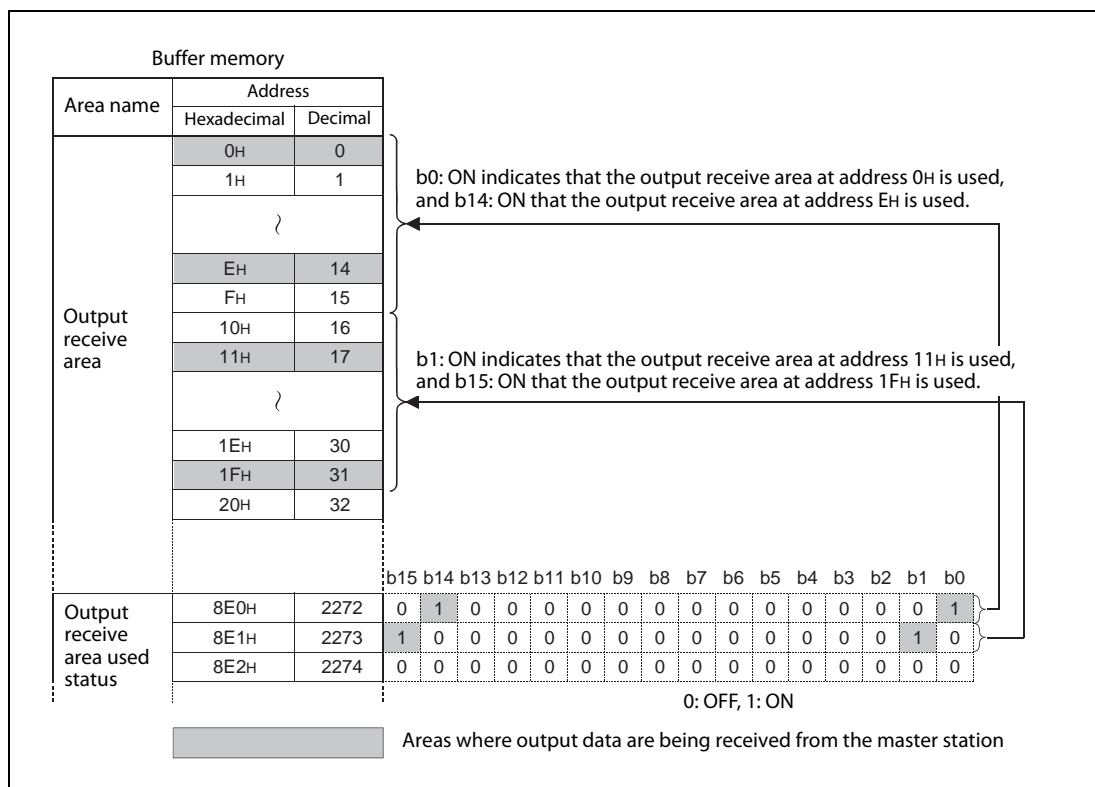 Buffer memory
Area name
Address
Hexadecimal Decimal
Output receive area
0H 0
1H 1
b0: ON indicates that the output receive area at address 0H is used,
and b14: ON that the output receive area at address EH is used.
EH 14
FH 15
10H 16
11H 17
b1: ON indicates that the output receive area at address 11H is used,
and b15: ON that the output receive area at address 1FH is used.
1EH 30
1FH 31
20H 32
b15 b14 b13 b12 b11 b10 b9 b8 b7 b6 b5 b4 b3 b2 b1 b0
Output receive area used status
8E0H 2272 0 1 0 0 0 0 0 0 0 0 0 0 0 0 0 1
8E1H 2273 1 0 0 0 0 0 0 0 0 0 0 0 0 0 1 0
8E2H 2274 0 0 0 0 0 0 0 0 0 0 0 0 0 0 0 0
0: OFF, 1: ON
Areas where output data are being received from the master station